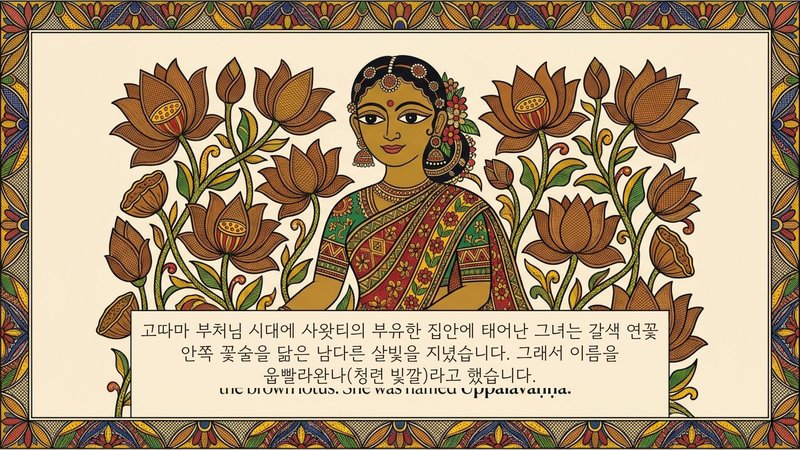 고따마 부처님 시대에 사왓티의 부유한 집안에 태어난 그녀는 갈색 연꽃
안쪽 꽃술을 닮은 남다른 살빛을 지녔습니다. 그래서 이름을
웁빨라완나(청련 빛깔)라고 했습니다.
the brown lotus. She was named Uppalavaṇṇa.